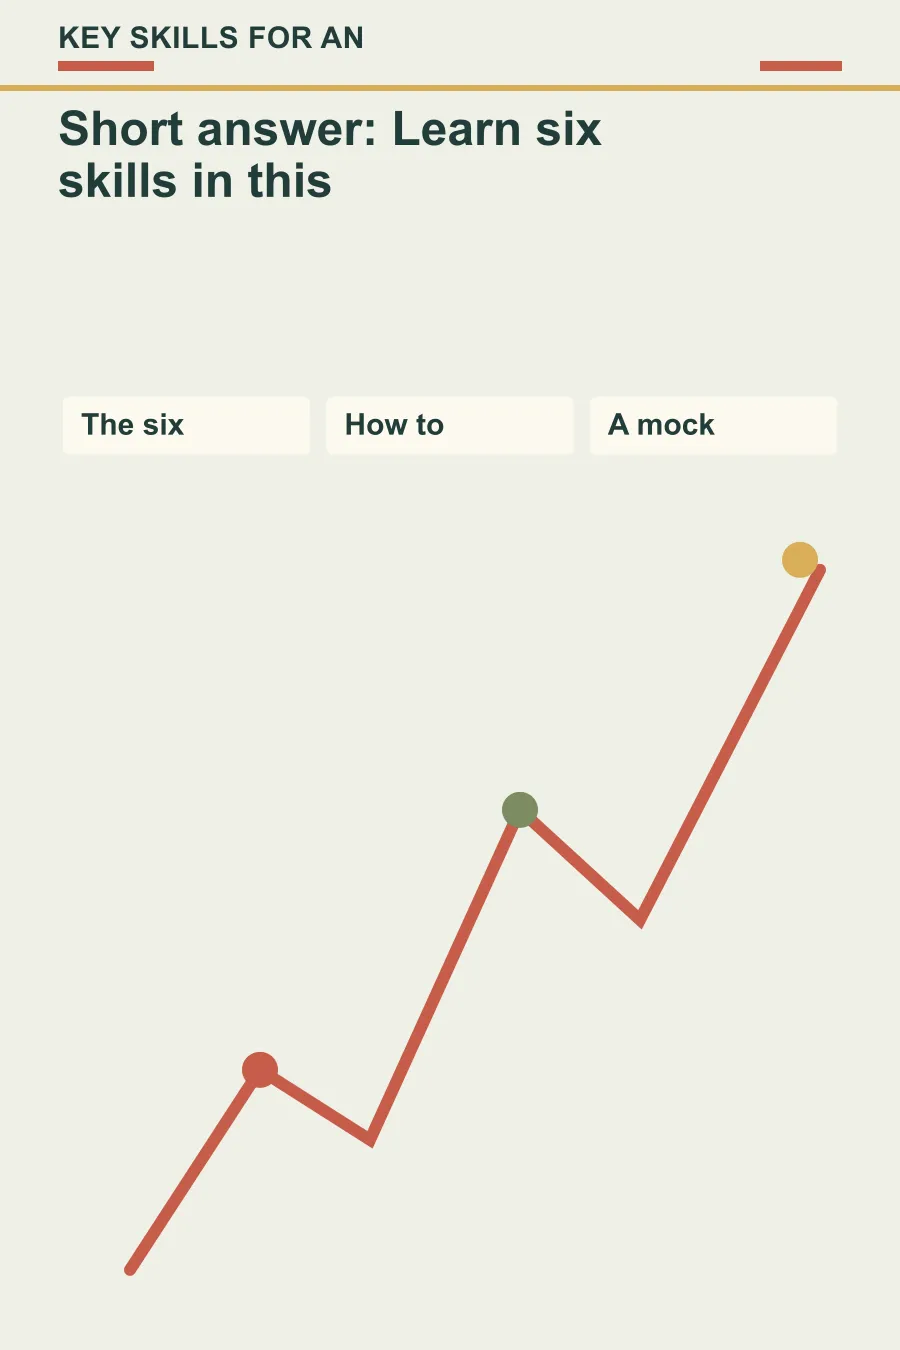 KEY SKILLS FOR AN
Short answer: Learn six
skills in this
The six
How to
A mock